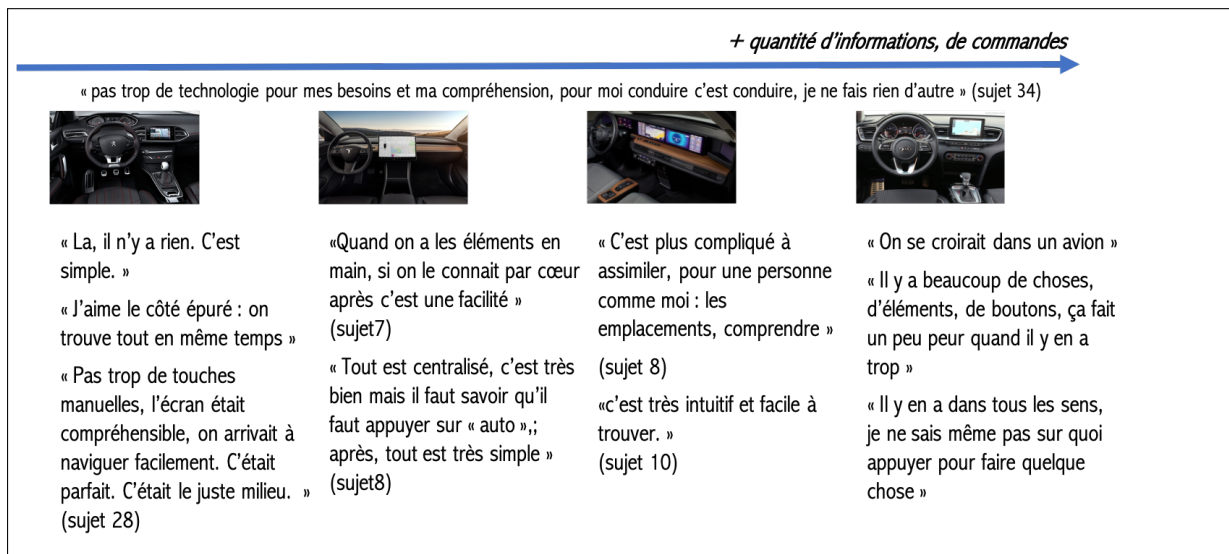 + quantité d'informations, de commandes
« pas trop de technologie pour mes besoins et ma compréhension, pour moi conduire c'est conduire, je ne fais rien d'autre » (sujet 34)
« La, il n'y a rien. C'est
simple. »
« J'aime le côté épuré : on
trouve tout en même temps »
« Pas trop de touches
manuelles, l'écran était
compréhensible, on arrivait à
naviguer facilement. C'était
parfait. C'était le juste milieu.  »
(sujet 28)
«Quand on a les éléments en
main, si on le connait par cœur
après c'est une facilité »
(sujet7)
« Tout est centralisé, c'est très
bien mais il faut savoir qu'il
faut appuyer sur « auto »,;
après, tout est très simple »
(sujet8)
« C'est plus compliqué à
assimiler, pour une personne
comme moi : les
emplacements, comprendre »
(sujet 8)
«c'est très intuitif et facile à
trouver. »
(sujet 10)
« On se croirait dans un avion »
« Il y a beaucoup de choses,
d'éléments, de boutons, ça fait
un peu peur quand il y en a
trop »
« Il y en a dans tous les sens,
je ne sais même pas sur quoi
appuyer pour faire quelque
chose »